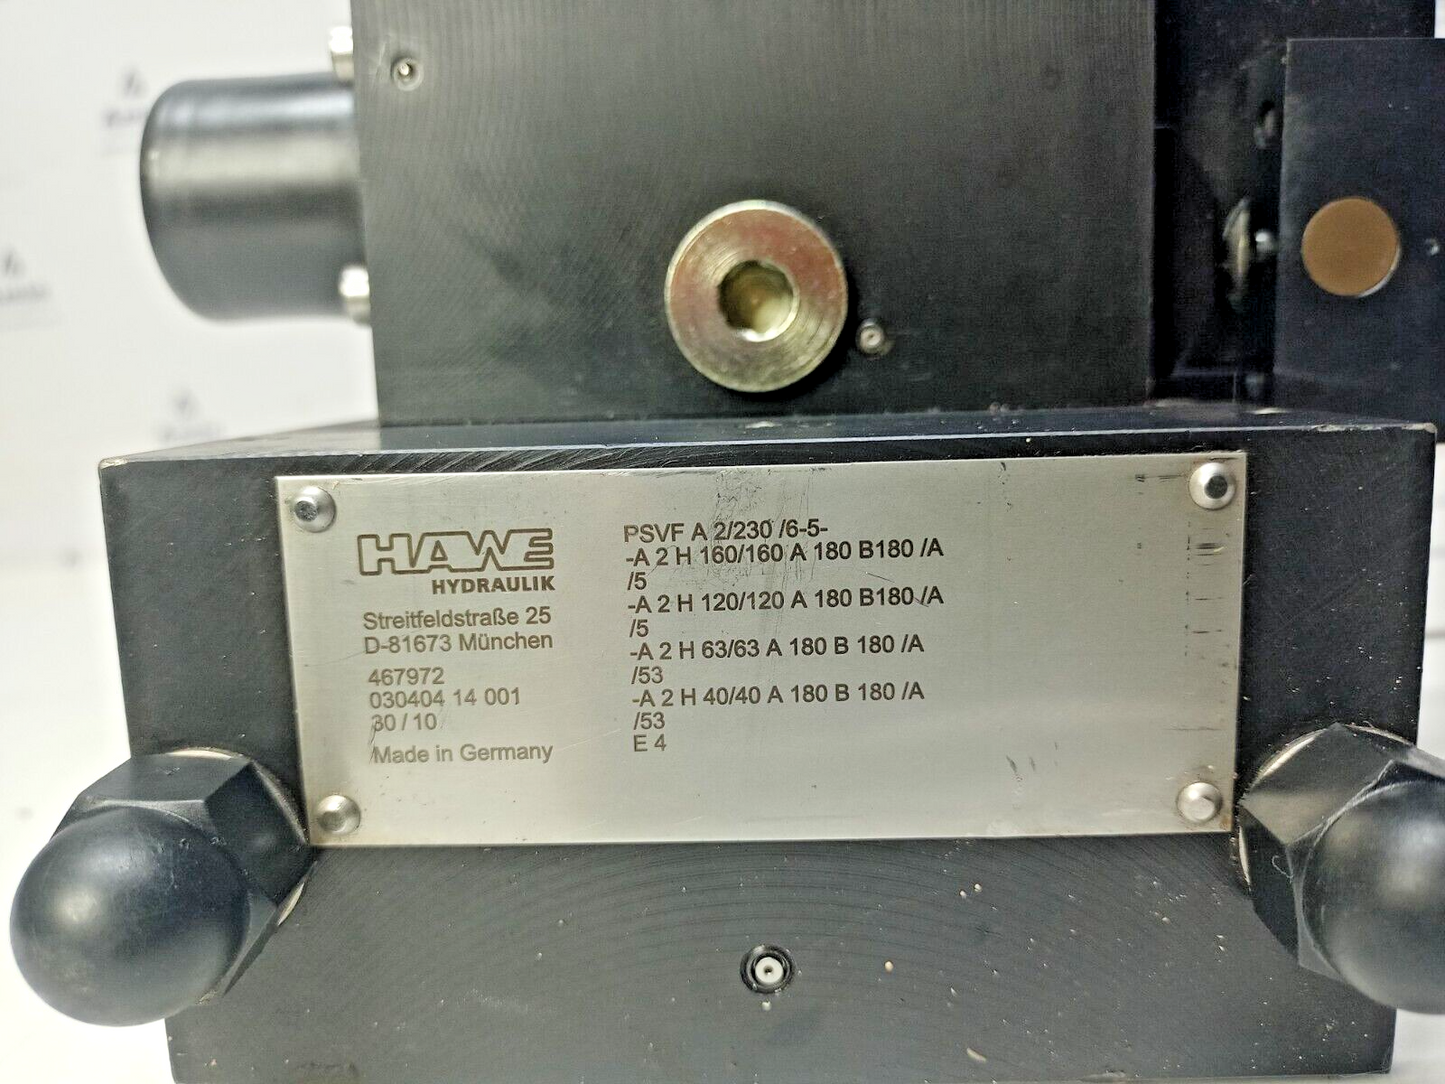 HAWE
HYDRAULIK
Streitfeldstraße 25
D-81673 München
467972
030404 14 001
30 / 10
Made in Germany
PSVF A 2/230 /6-5-
-A 2 H 160/160 A 180 B180 /A
/5
-A 2 H 120/120 A 180 B180 /A
/5
-A 2 H 63/63 A 180 B 180 /A
/53
-A 2 H 40/40 A 180 B 180 /A
/53
E 4